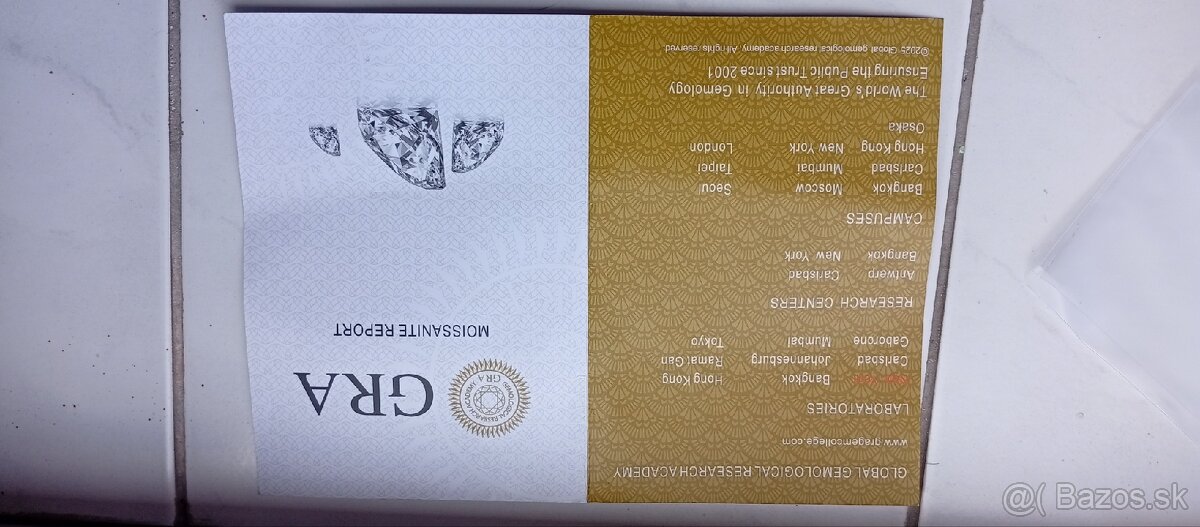 GRA
MOISSANITE REPORT
GLOBAL GEMOLOGICAL RESEARCH ACADEMY
www.gragemcollege.com
LABORATORIES
Bangkok Hong Kong
Carlsbad Johannesburg Ramat Gan
Gaborone Mumbai Tokyo
RESEARCH CENTERS
Antwerp Carlsbad
Bangkok New York
CAMPUSES
Bangkok Moscow Secu
Carlsbad Mumbai Taipei
Hong Kong New York London
Osaka
The World's Great Authority in Gemology
Ensuring the Public Trust since 2001
©2025 Global gemological research academy. All rights reserved
@( Bazos.sk